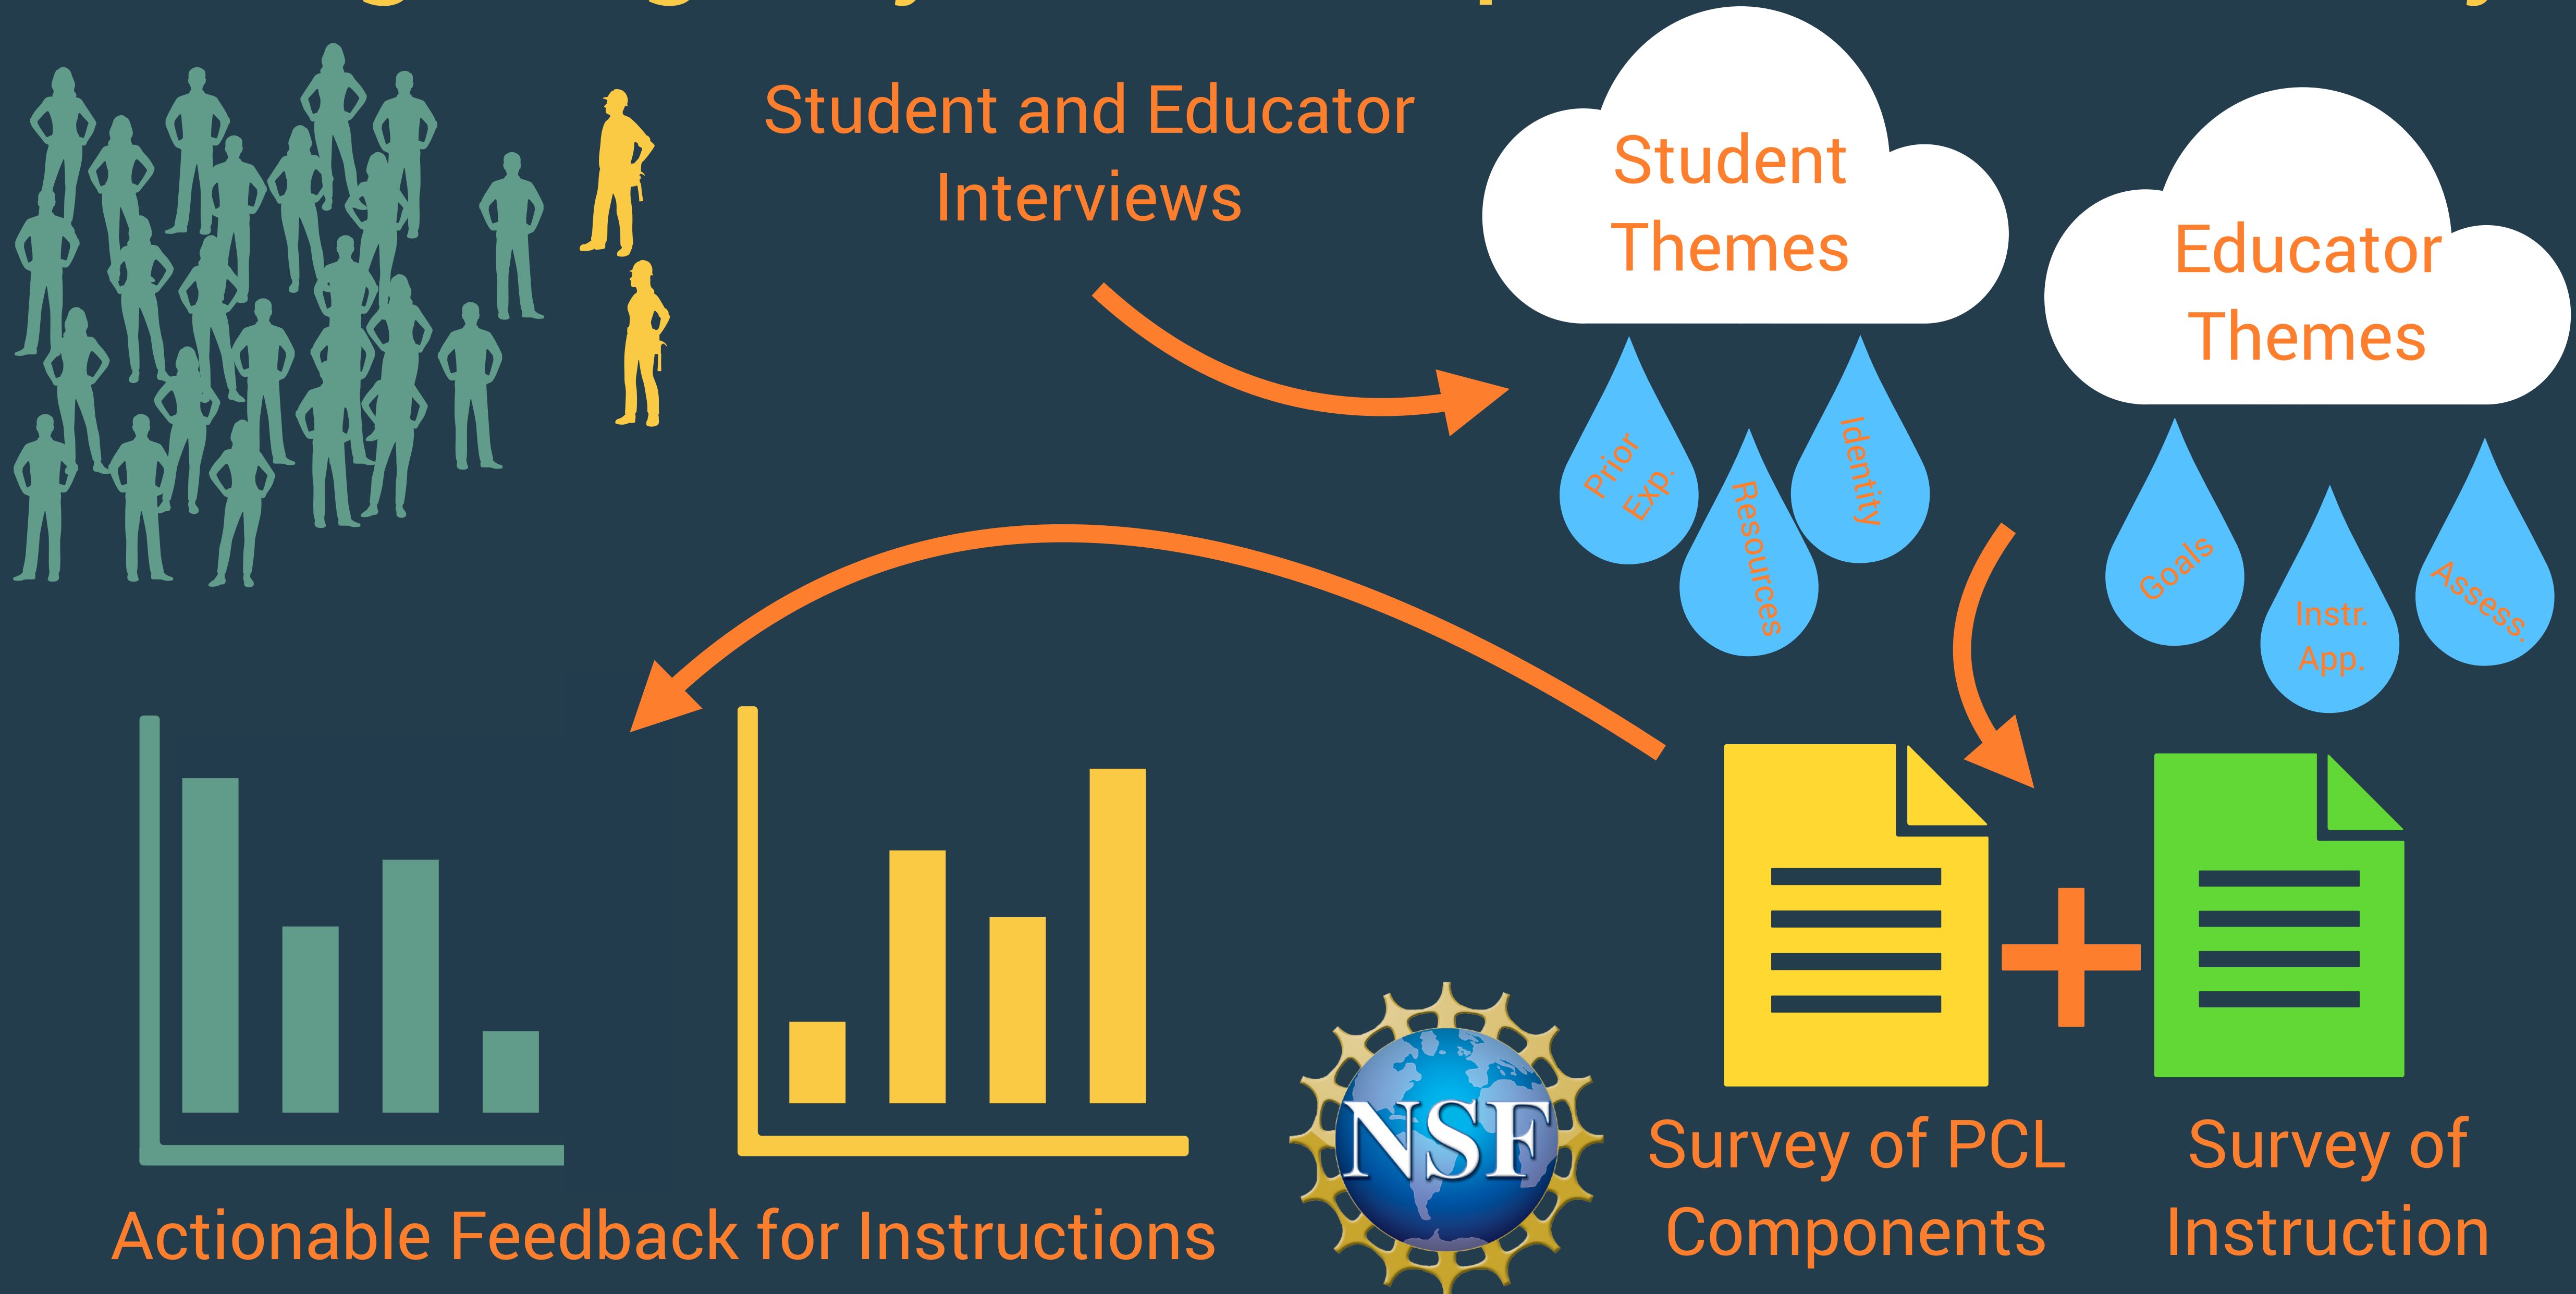 Student and Educator
Interviews
Student
Themes
Educator
Themes
Prior
Exp.
Resources
Identity
Goals
Instr.
App.
Assess.
NSF
Survey of PCL
Components
Survey of
Instruction
Actionable Feedback for Instructions